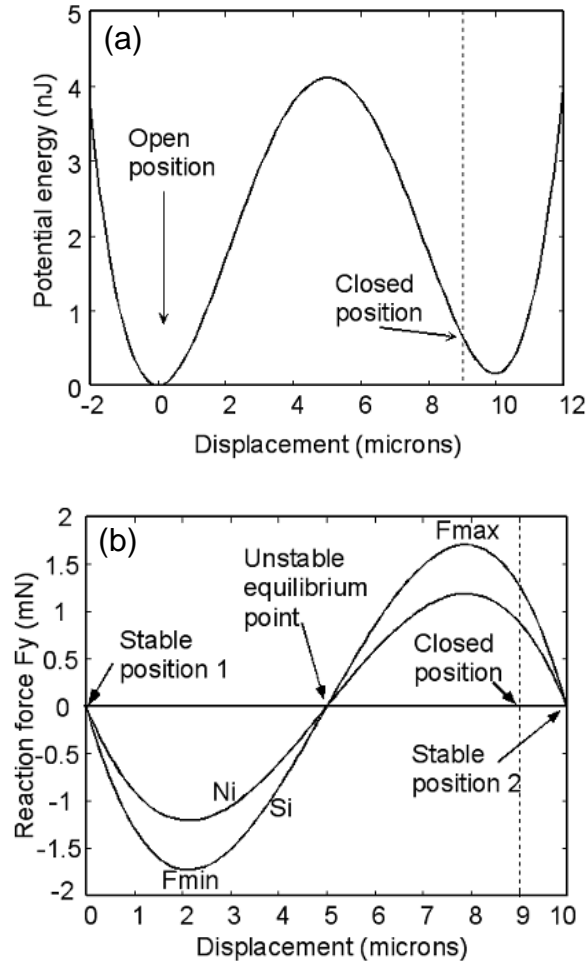 (a)
5
4
3
2
1
0
Potential energy (nJ)
Open
position
Closed
position
-2 0 2 4 6 8 10 12
Displacement (microns)
(b)
2
1.5
1
0.5
0
-0.5
-1
-1.5
-2
Reaction force Fy (mN)
Fmax
Unstable
equilibrium
point
Stable
position 1
Closed
position
Stable
position 2
Ni
Si
Fmin
0 1 2 3 4 5 6 7 8 9 10
Displacement (microns)